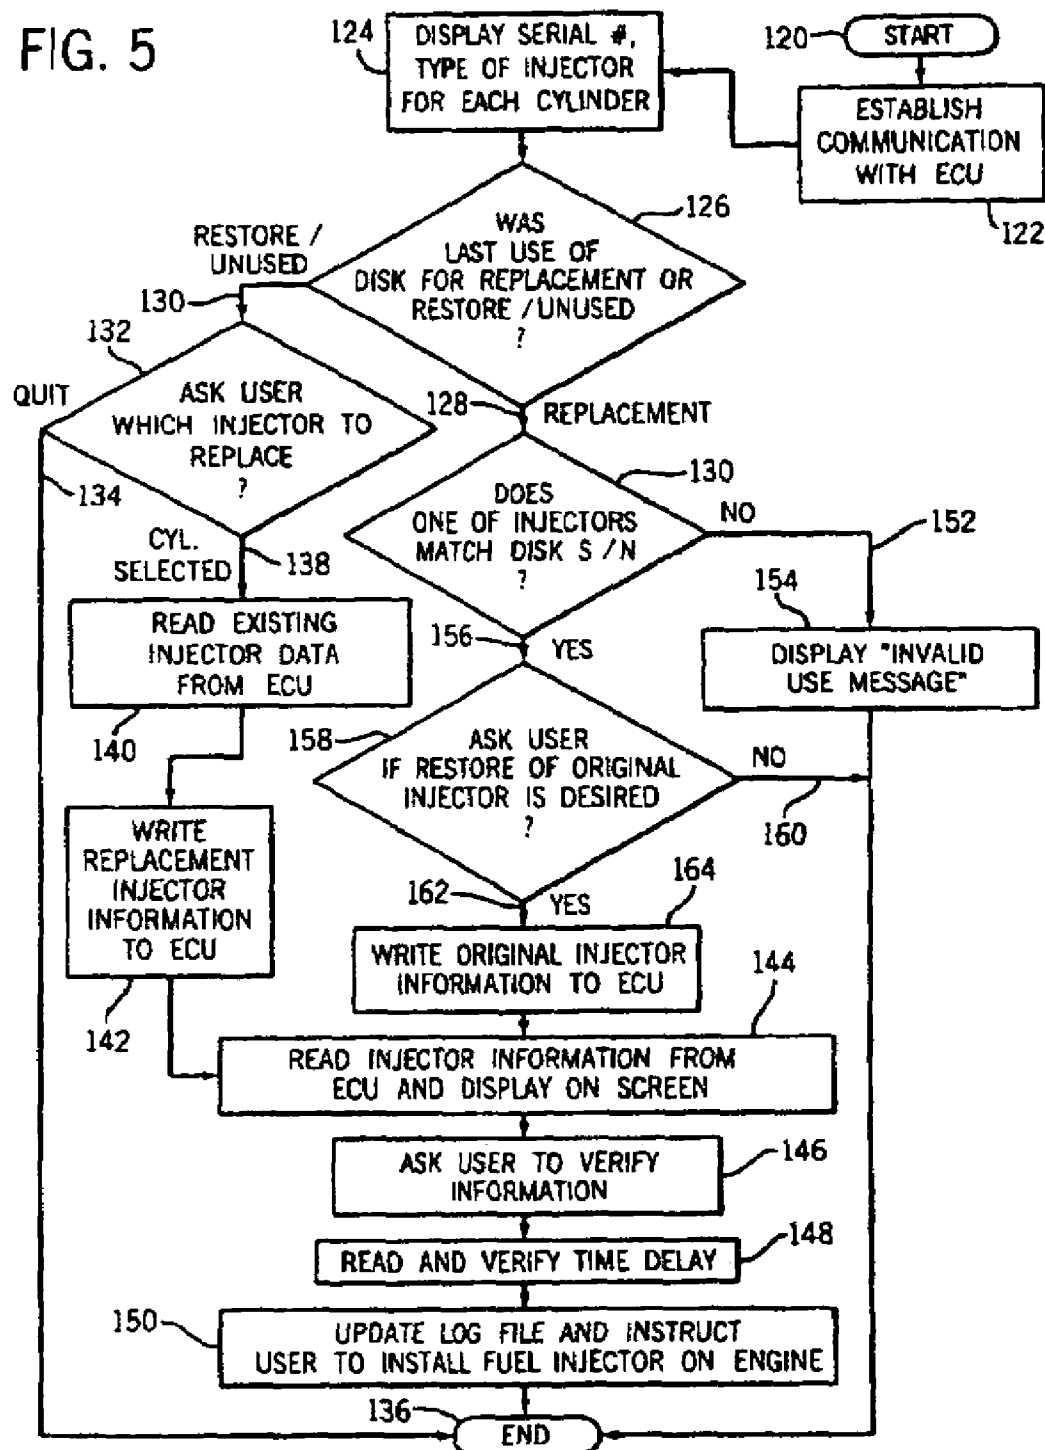 FIG. 5
120
START
ESTABLISH
COMMUNICATION
WITH ECU
122
124
DISPLAY SERIAL #,
TYPE OF INJECTOR
FOR EACH CYLINDER
126
WAS
LAST USE OF
DISK FOR REPLACEMENT OR
RESTORE / UNUSED
?
RESTORE /
UNUSED
130
132
QUIT
ASK USER
WHICH INJECTOR TO
REPLACE
?
134
CYL.
SELECTED
138
READ EXISTING
INJECTOR DATA
FROM ECU
140
WRITE
REPLACEMENT
INJECTOR
INFORMATION
TO ECU
142
128
REPLACEMENT
130
DOES
ONE OF INJECTORS
MATCH DISK S / N
?
NO
152
154
DISPLAY "INVALID
USE MESSAGE"
156
YES
158
ASK USER
IF RESTORE OF ORIGINAL
INJECTOR IS DESIRED
?
NO
160
162
YES
164
WRITE ORIGINAL INJECTOR
INFORMATION TO ECU
144
READ INJECTOR INFORMATION FROM
ECU AND DISPLAY ON SCREEN
ASK USER TO VERIFY
INFORMATION
146
READ AND VERIFY TIME DELAY
148
150
UPDATE LOG FILE AND INSTRUCT
USER TO INSTALL FUEL INJECTOR ON ENGINE
136
END